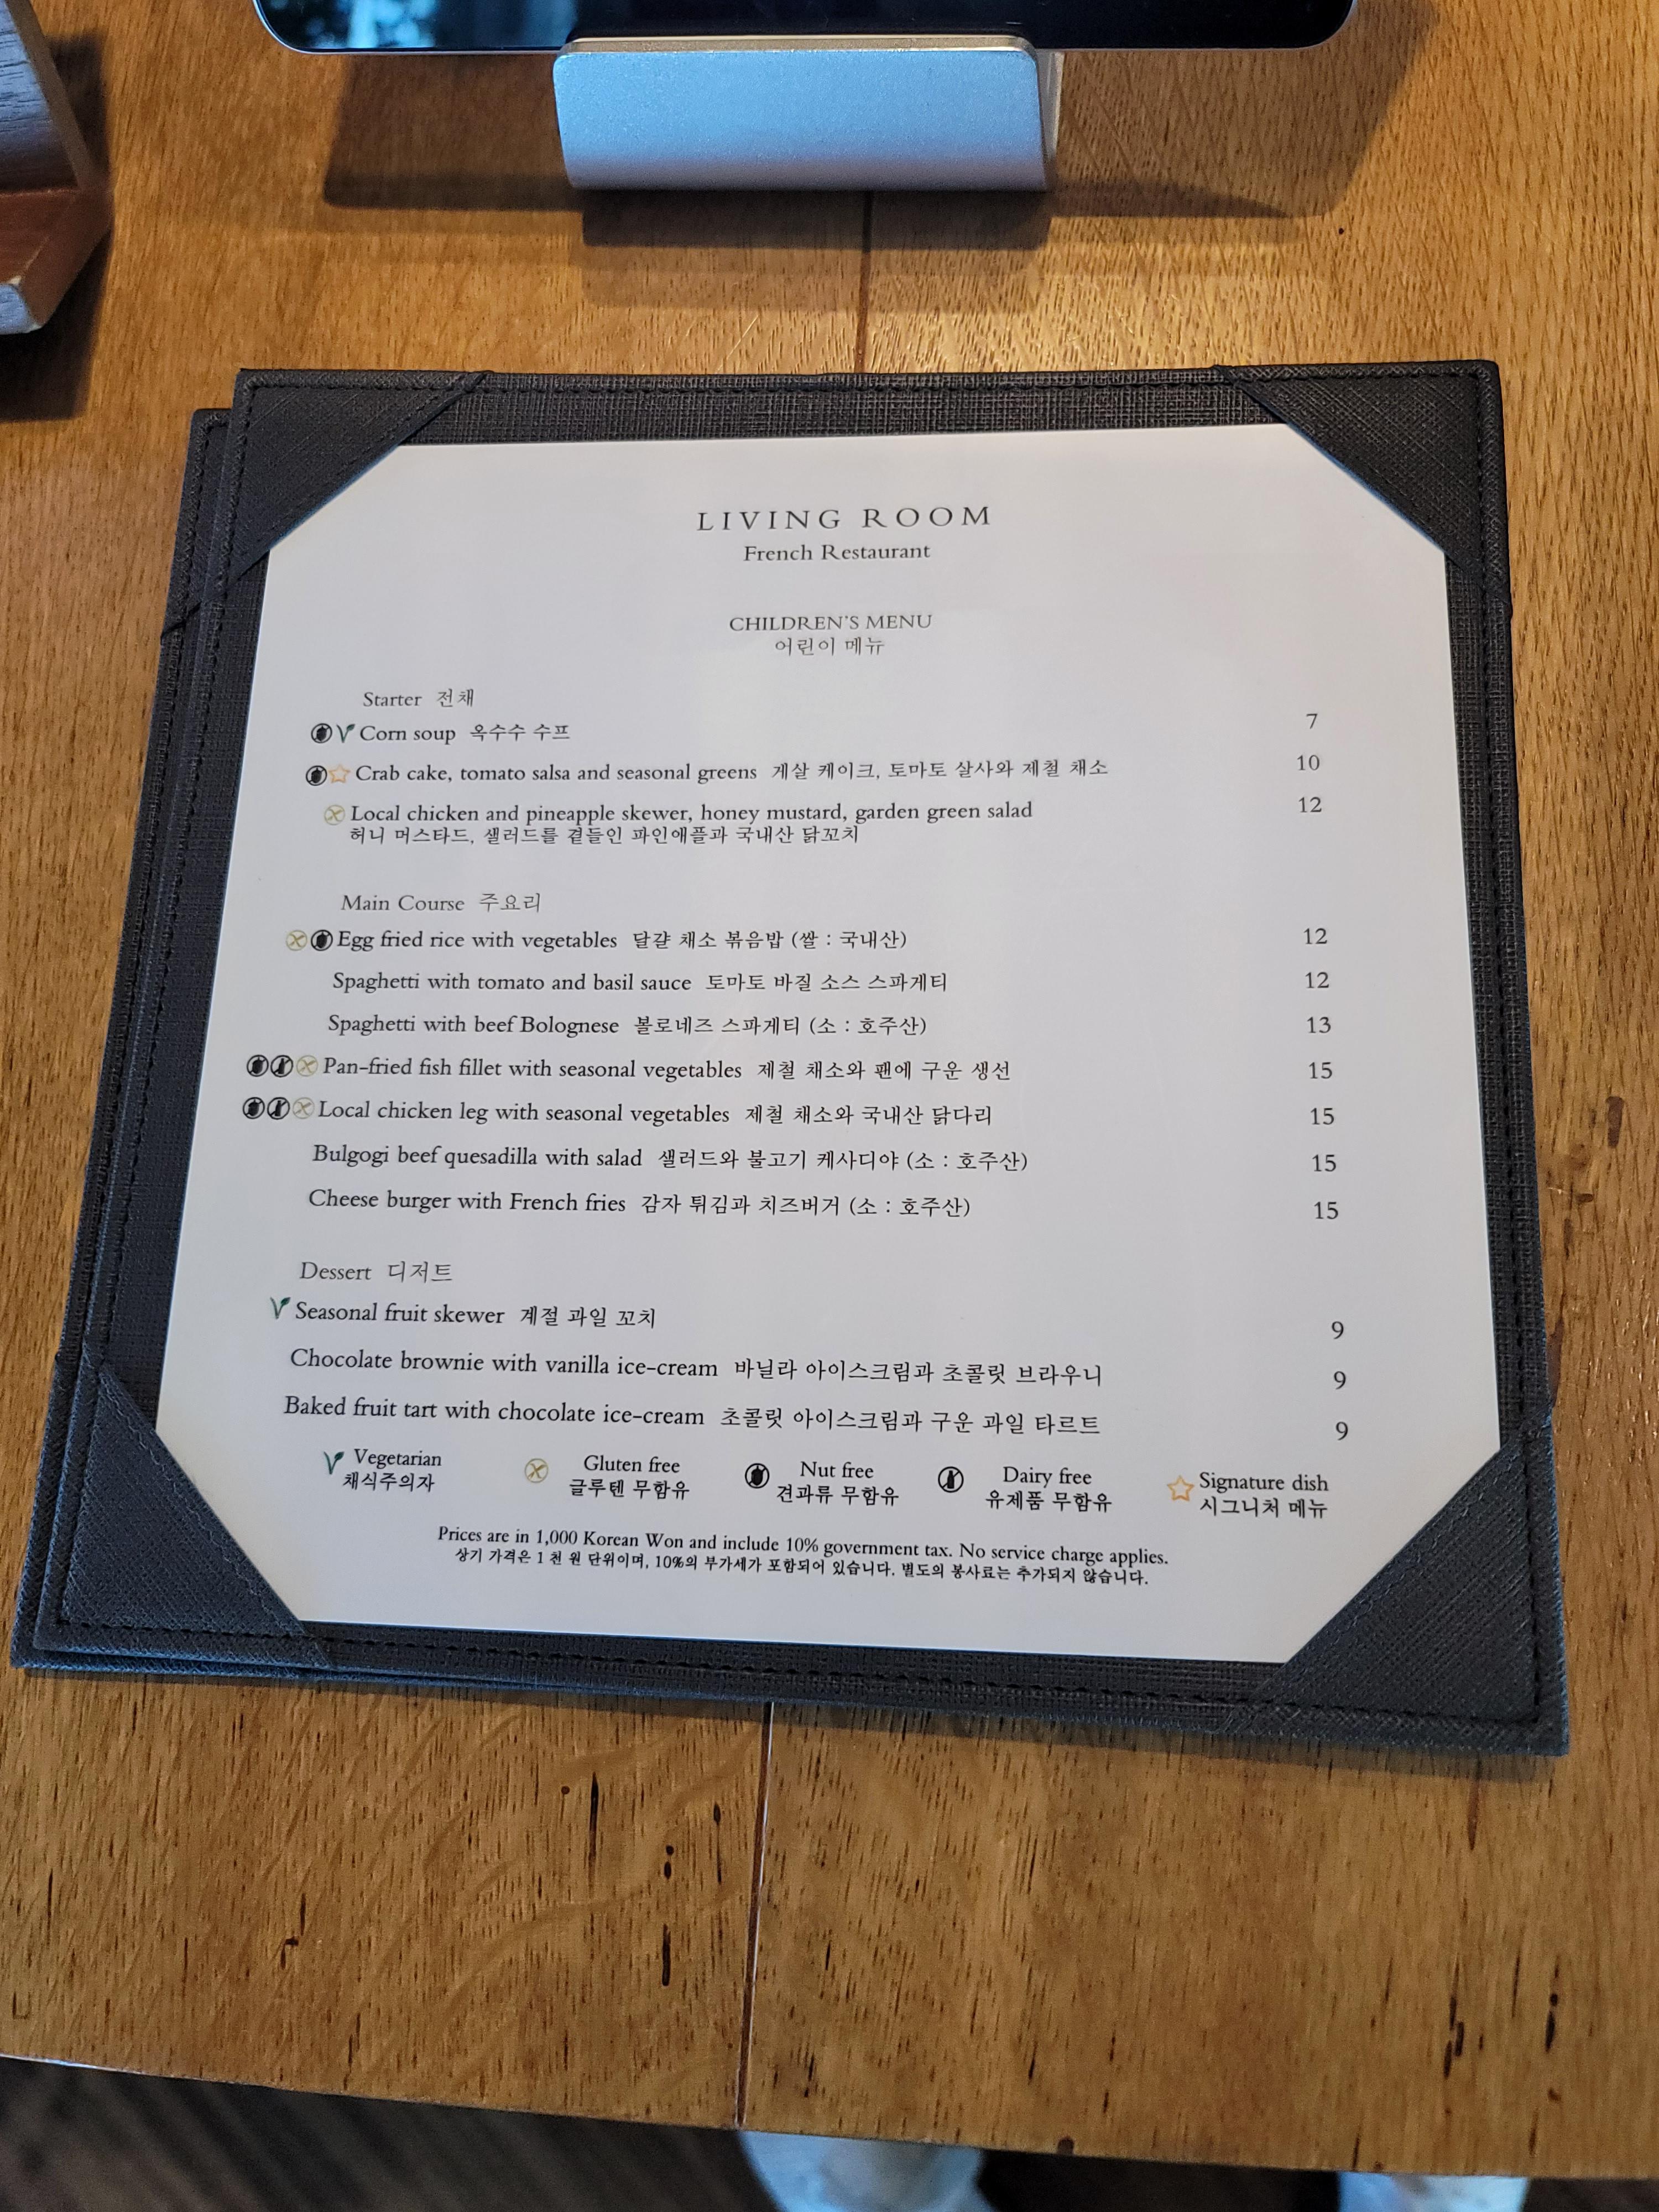 LIVING ROOM
French Restaurant
CHILDREN'S MENU
어린이 메뉴
Starter 전채
Corn soup 옥수수 수프 7
Crab cake, tomato salsa and seasonal greens 게살 케이크, 토마토 살사와 제철 채소 10
Local chicken and pineapple skewer, honey mustard, garden green salad 12
허니 머스타드, 샐러드를 곁들인 파인애플과 국내산 닭꼬치
Main Course 주요리
Egg fried rice with vegetables 달걀 채소 볶음밥 (쌀 : 국내산) 12
Spaghetti with tomato and basil sauce 토마토 바질 소스 스파게티 12
Spaghetti with beef Bolognese 볼로네즈 스파게티 (소 : 호주산) 13
Pan-fried fish fillet with seasonal vegetables 제철 채소와 팬에 구운 생선 15
Local chicken leg with seasonal vegetables 제철 채소와 국내산 닭다리 15
Bulgogi beef quesadilla with salad 샐러드와 불고기 케사디야 (소 : 호주산) 15
Cheese burger with French fries 감자 튀김과 치즈버거 (소 : 호주산) 15
Dessert 디저트
Seasonal fruit skewer 계절 과일 꼬치 9
Chocolate brownie with vanilla ice-cream 바닐라 아이스크림과 초콜릿 브라우니 9
Baked fruit tart with chocolate ice-cream 초콜릿 아이스크림과 구운 과일 타르트 9
Vegetarian Gluten free Nut free Dairy free Signature dish
채식주의자 글루텐 무함유 견과류 무함유 유제품 무함유 시그니처 메뉴
Prices are in 1,000 Korean Won and include 10% government tax. No service charge applies.
상기 가격은 1 천 원 단위이며, 10%의 부가세가 포함되어 있습니다. 별도의 봉사료는 추가되지 않습니다.